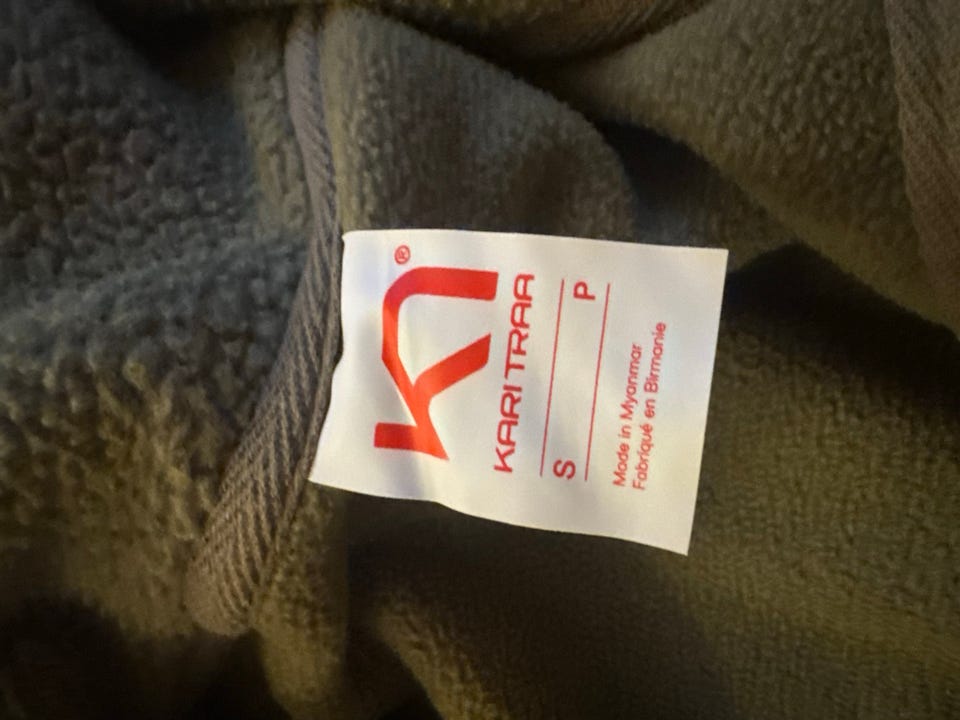 ®
KARI TRAA
S P
Made in Myanmar
Fabriqué en Birmanie